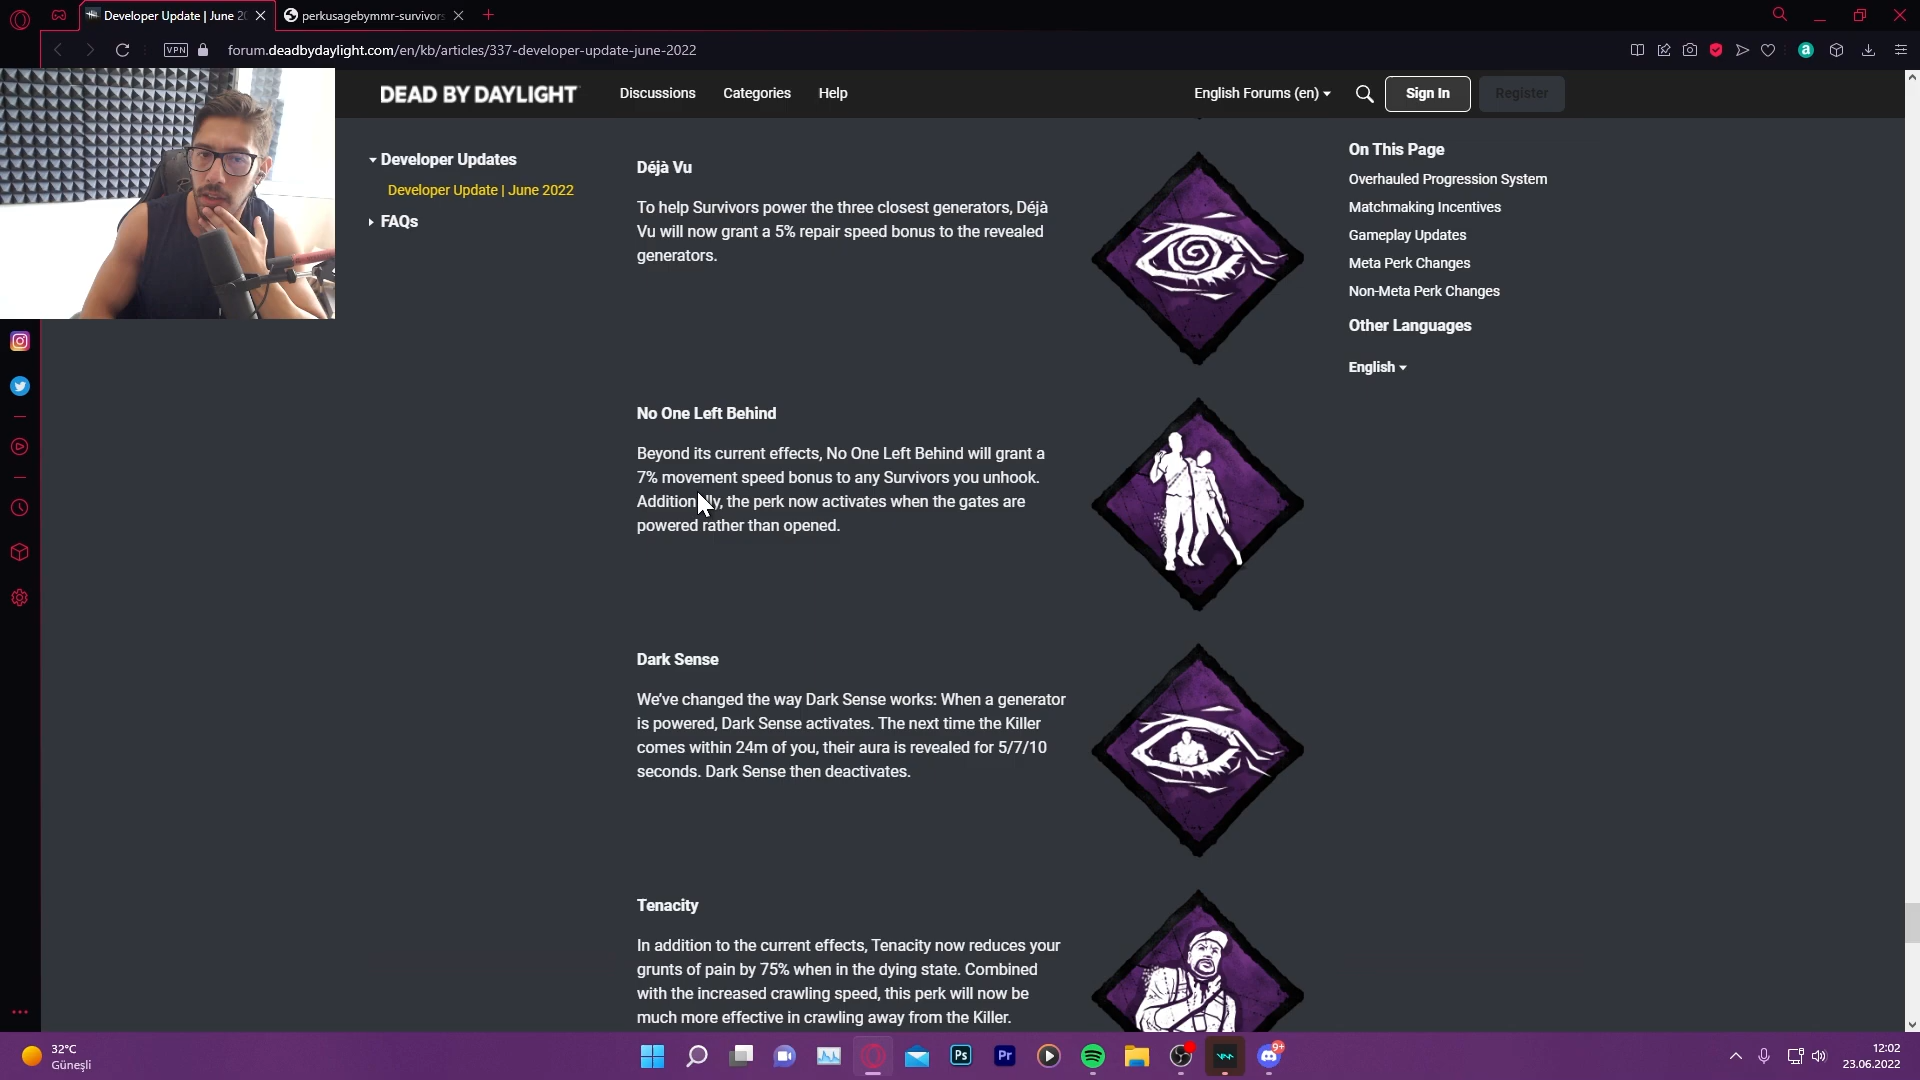 Developer Update | June 20
perkusagebymmr-survivors
VPN
forum.deadbydaylight.com/en/kb/articles/337-developer-update-june-2022
DEAD BY DAYLIGHT
Discussions
Categories
Help
English Forums (en)
Sign In
Register
Developer Updates
Developer Update | June 2022
FAQs
Déjà Vu
To help Survivors power the three closest generators, Déjà
Vu will now grant a 5% repair speed bonus to the revealed
generators.
No One Left Behind
Beyond its current effects, No One Left Behind will grant a
7% movement speed bonus to any Survivors you unhook.
Additionally, the perk now activates when the gates are
powered rather than opened.
Dark Sense
We've changed the way Dark Sense works: When a generator
is powered, Dark Sense activates. The next time the Killer
comes within 24m of you, their aura is revealed for 5/7/10
seconds. Dark Sense then deactivates.
Tenacity
In addition to the current effects, Tenacity now reduces your
grunts of pain by 75% when in the dying state. Combined
with the increased crawling speed, this perk will now be
much more effective in crawling away from the Killer.
On This Page
Overhauled Progression System
Matchmaking Incentives
Gameplay Updates
Meta Perk Changes
Non-Meta Perk Changes
Other Languages
English
32°C
Güneşli
Ps
Pr
9+
12:02
23.06.2022